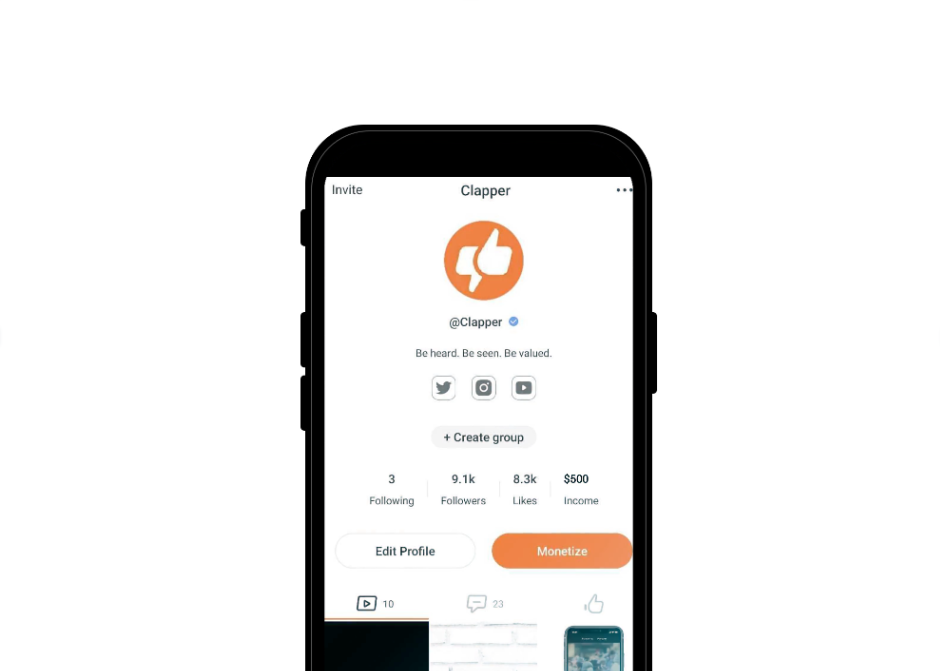 Invite Clapper
@Clapper
Be heard. Be seen. Be valued.
+ Create group
3 9.1k 8.3k $500
Following Followers Likes Income
Edit Profile Monetize
10 23